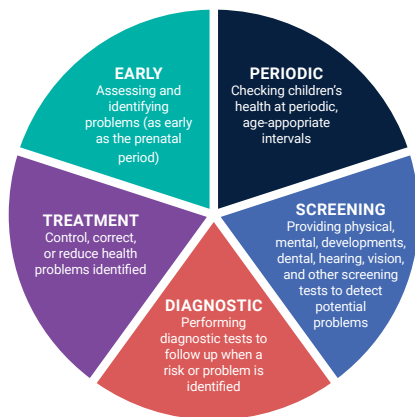 EARLY
Assessing and
identifying
problems (as early
as the prenatal
period)
PERIODIC
Checking children's
health at periodic,
age-appopriate
intervals
SCREENING
Providing physical,
mental, developments,
dental, hearing, vision,
and other screening
tests to detect
potential
problems
DIAGNOSTIC
Performing
diagnostic tests to
follow up when a
risk or problem is
identified
TREATMENT
Control, correct,
or reduce health
problems identified